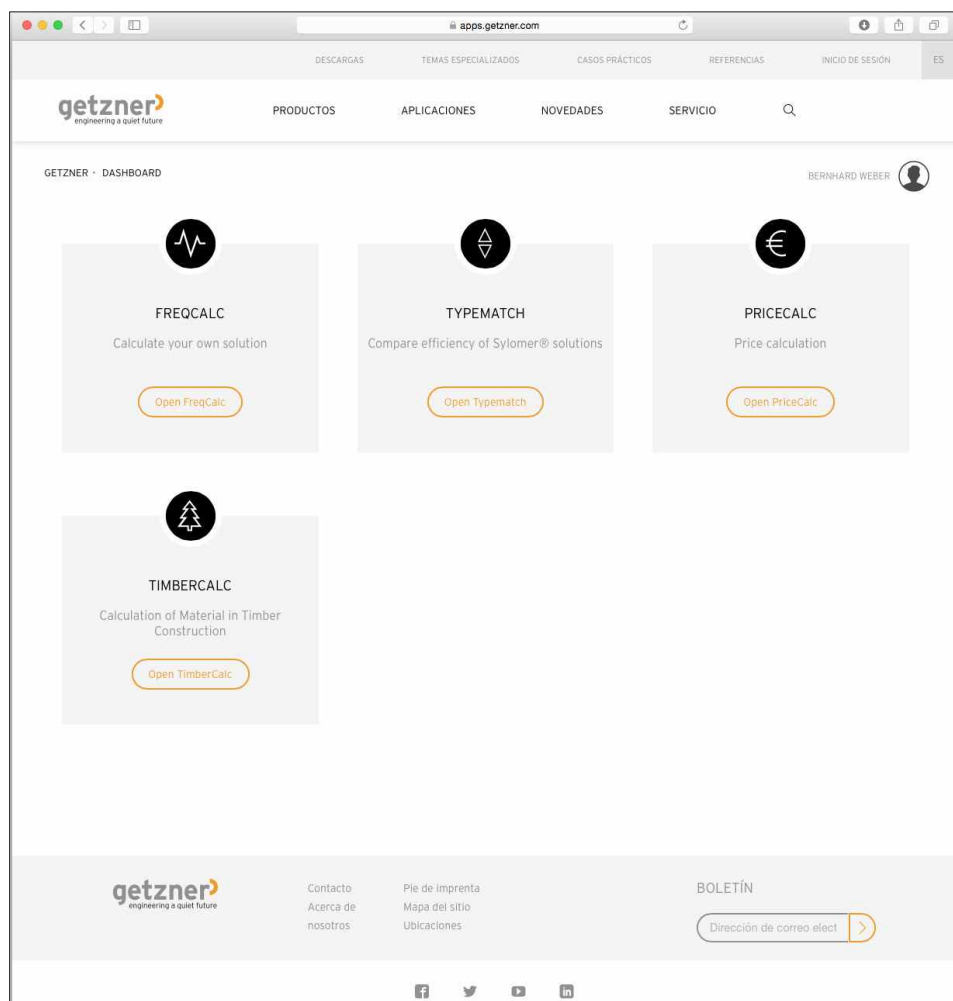 apps.getzner.com
DESCARGAS TEMAS ESPECIALIZADOS CASOS PRÁCTICOS REFERENCIAS INICIO DE SESIÓN ES
getzner
engineering a quiet future
PRODUCTOS APLICACIONES NOVEDADES SERVICIO
GETZNER · DASHBOARD
BERNHARD WEBER
FREQCALC
Calculate your own solution
Open FreqCalc
TYPEMATCH
Compare efficiency of Sylomer® solutions
Open Typematch
€
PRICECALC
Price calculation
Open PriceCalc
TIMBERCALC
Calculation of Material in Timber
Construction
Open TimberCalc
getzner
engineering a quiet future
Contacto
Acerca de
nosotros
Pie de imprenta
Mapa del sitio
Ubicaciones
BOLETÍN
Dirección de correo elect